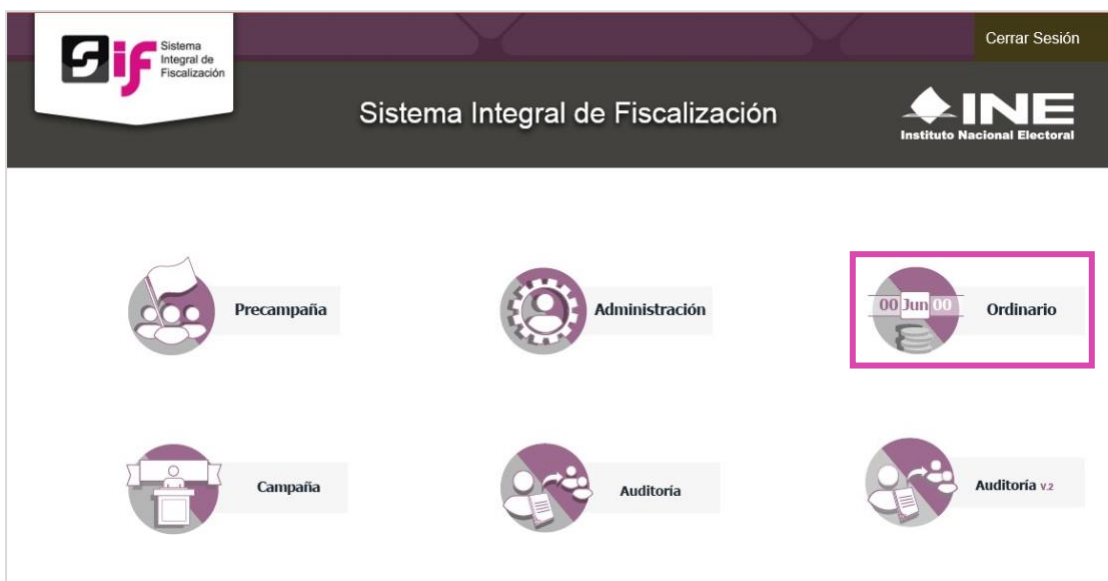 Cerrar Sesión
Sif
Sistema
Integral de
Fiscalización
Sistema Integral de Fiscalización
INE
Instituto Nacional Electoral
Precampaña
Administración
00 Jun 00
Ordinario
Campaña
Auditoría
Auditoría V.2